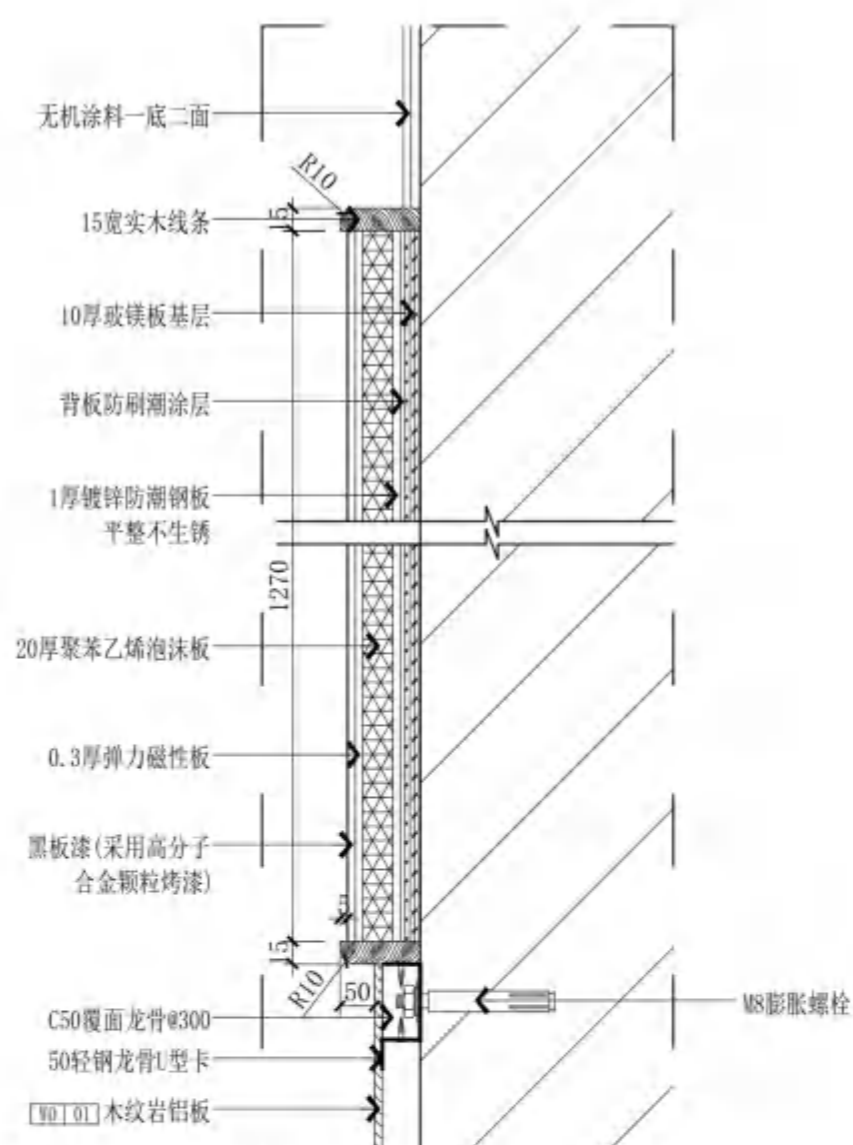 无机涂料一底二面
R10
15
15宽实木线条
10厚玻镁板基层
背板防刷潮涂层
1厚镀锌防潮钢板
平整不生锈
1270
20厚聚苯乙烯泡沫板
0.3厚弹力磁性板
黑板漆(采用高分子
合金颗粒烤漆)
5
15
R10
50
M8膨胀螺栓
C50覆面龙骨@300
50轻钢龙骨U型卡
01 木纹岩铝板